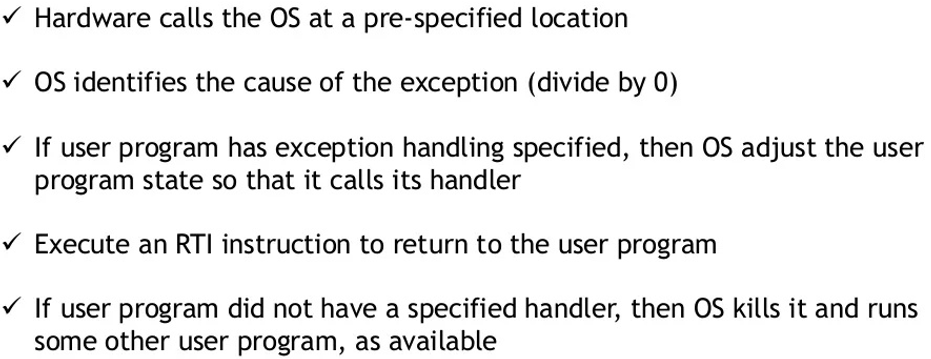 ✓ Hardware calls the OS at a pre-specified location
✓ OS identifies the cause of the exception (divide by 0)
✓ If user program has exception handling specified, then OS adjust the user
program state so that it calls its handler
✓ Execute an RTI instruction to return to the user program
✓ If user program did not have a specified handler, then OS kills it and runs
some other user program, as available